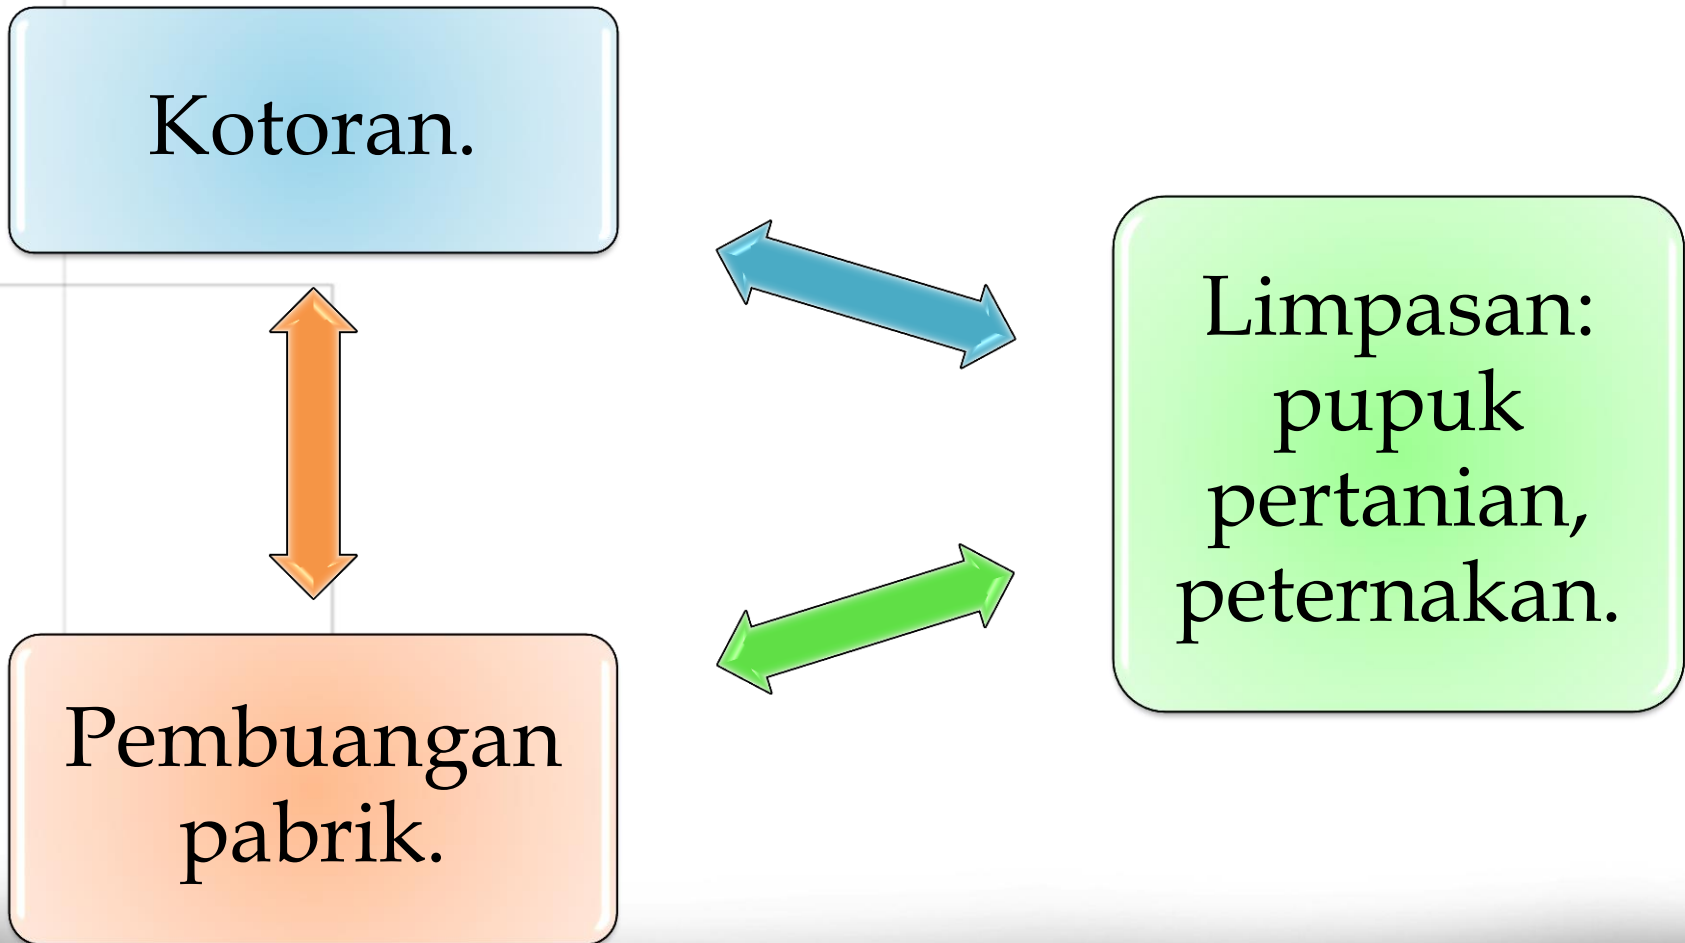 Kotoran.
Limpasan:
pupuk
pertanian,
peternakan.
Pembuangan
pabrik.